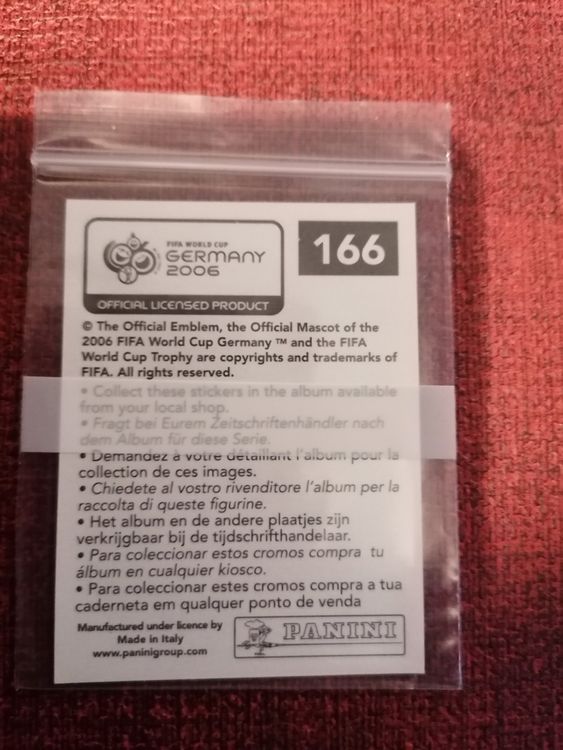 FIFA WORLD CUP
GERMANY
2006
OFFICIAL LICENSED PRODUCT
166
© The Official Emblem, the Official Mascot of the
2006 FIFA World Cup Germany ™ and the FIFA
World Cup Trophy are copyrights and trademarks of
FIFA. All rights reserved.
• Collect these stickers in the album available
from your local shop.
• Fragt bei Eurem Zeitschriftenhändler nach
dem Album für diese Serie.
• Demandez à votre détaillant l'album pour la
collection de ces images.
• Chiedete al vostro rivenditore l'album per la
raccolta di queste figurine.
• Het album en de andere plaatjes zijn
verkrijgbaar bij de tijdschrifthandelaar.
• Para coleccionar estos cromos compra tu
álbum en cualquier kiosco.
• Para coleccionar estes cromos compra a tua
caderneta em qualquer ponto de venda
Manufactured under licence by
Made in Italy
www.paninigroup.com
PANINI